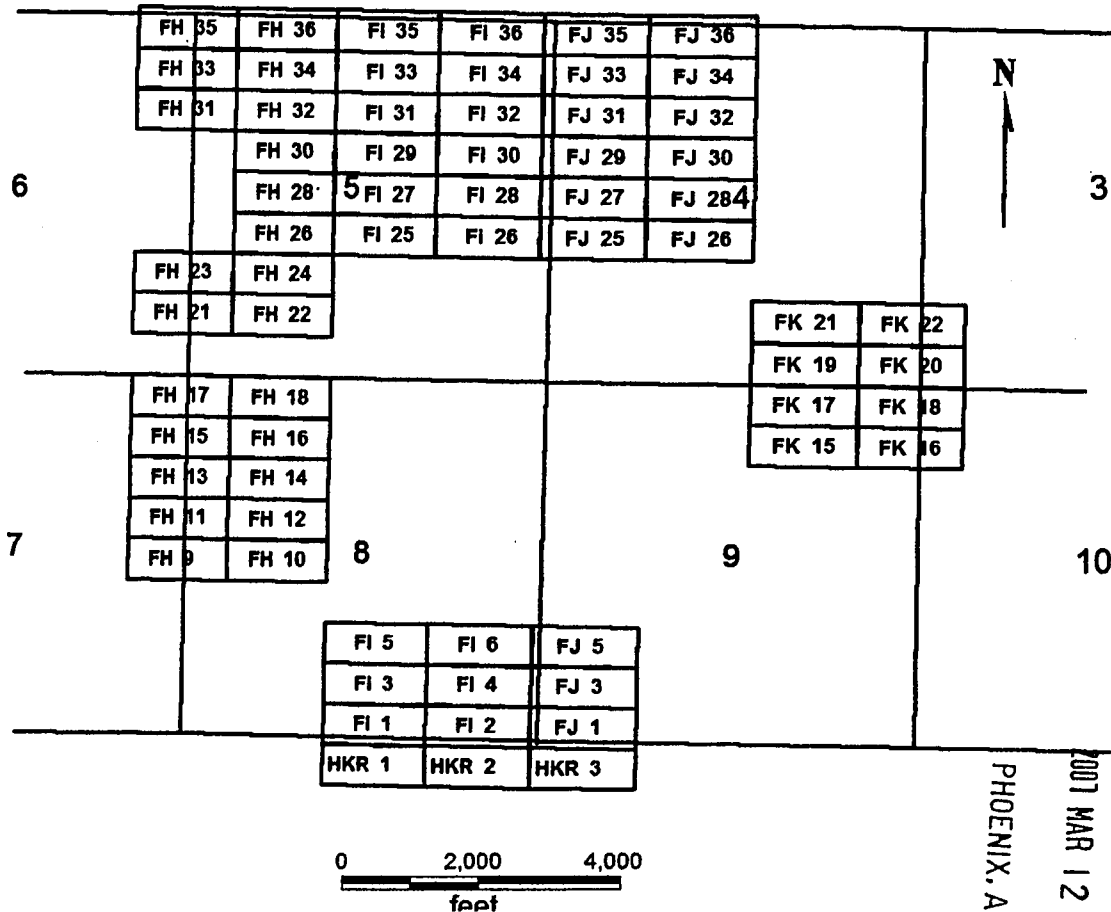 FH 35 FH 36 FI 35 FI 36 FJ 35 FJ 36
FH 33 FH 34 FI 33 FI 34 FJ 33 FJ 34
N
FH 31 FH 32 FI 31 FI 32 FJ 31 FJ 32
FH 30 FI 29 FI 30 FJ 29 FJ 30
6 FH 28 5 FI 27 FI 28 FJ 27 FJ 28 4 3
FH 26 FI 25 FI 26 FJ 25 FJ 26
FH 23 FH 24
FH 21 FH 22
FK 21 FK 22
FK 19 FK 20
FH 17 FH 18
FK 17 FK 18
FH 15 FH 16
FK 15 FK 16
FH 13 FH 14
FH 11 FH 12
7 FH 9 FH 10 8 9 10
FI 5 FI 6 FJ 5
FI 3 FI 4 FJ 3
FI 1 FI 2 FJ 1
HKR 1 HKR 2 HKR 3
2007 MAR 12
PHOENIX, A
0 2,000 4,000
feet